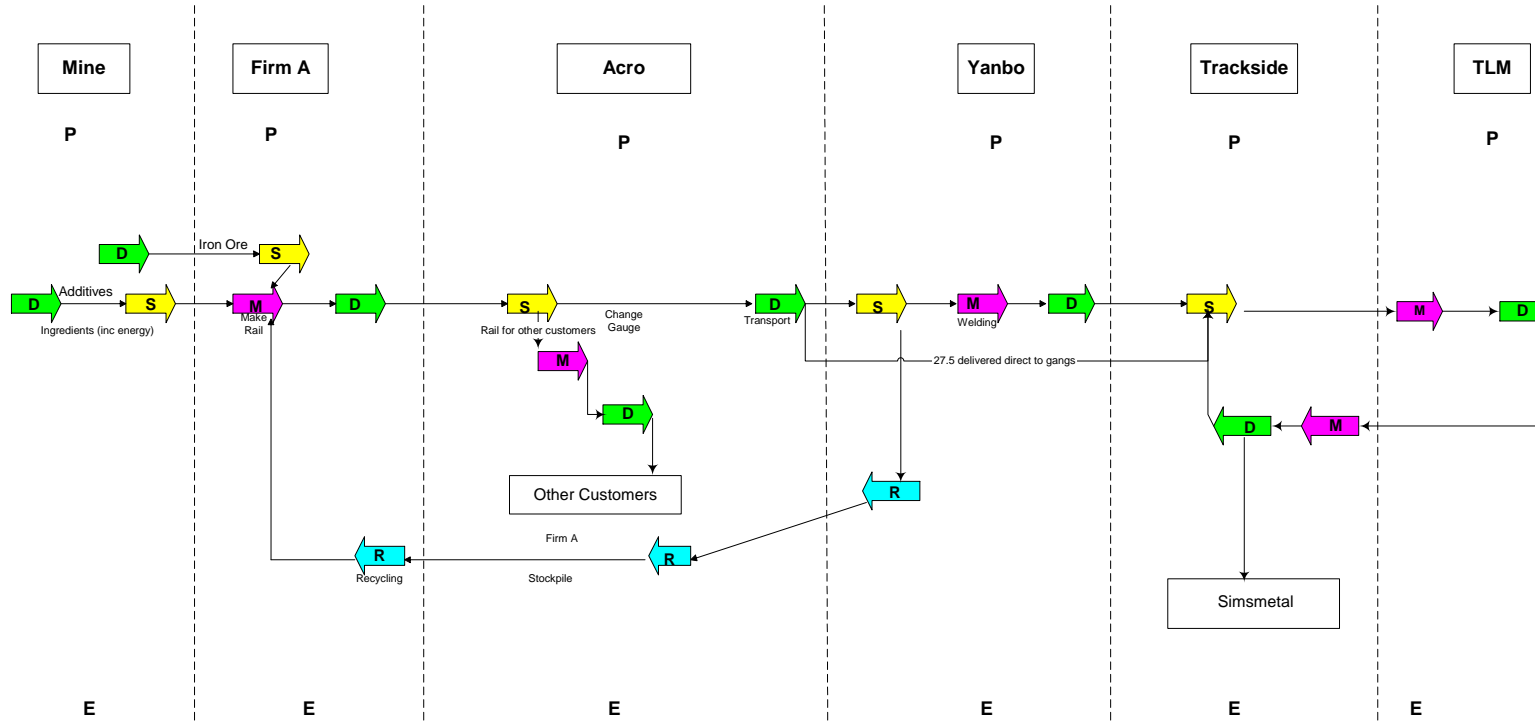 Mine
Firm A
Acro
Yanbo
Trackside
TLM
P
P
P
P
P
P
D
Iron Ore
S
D
Additives
S
M
D
S
D
S
M
D
S
M
D
Ingredients (inc energy)
Make
Rail
Rail for other customers
Change
Gauge
Transport
Welding
M
27.5 delivered direct to gangs
D
D
M
Other Customers
R
Firm A
R
R
Recycling
Stockpile
Simsmetal
E
E
E
E
E
E